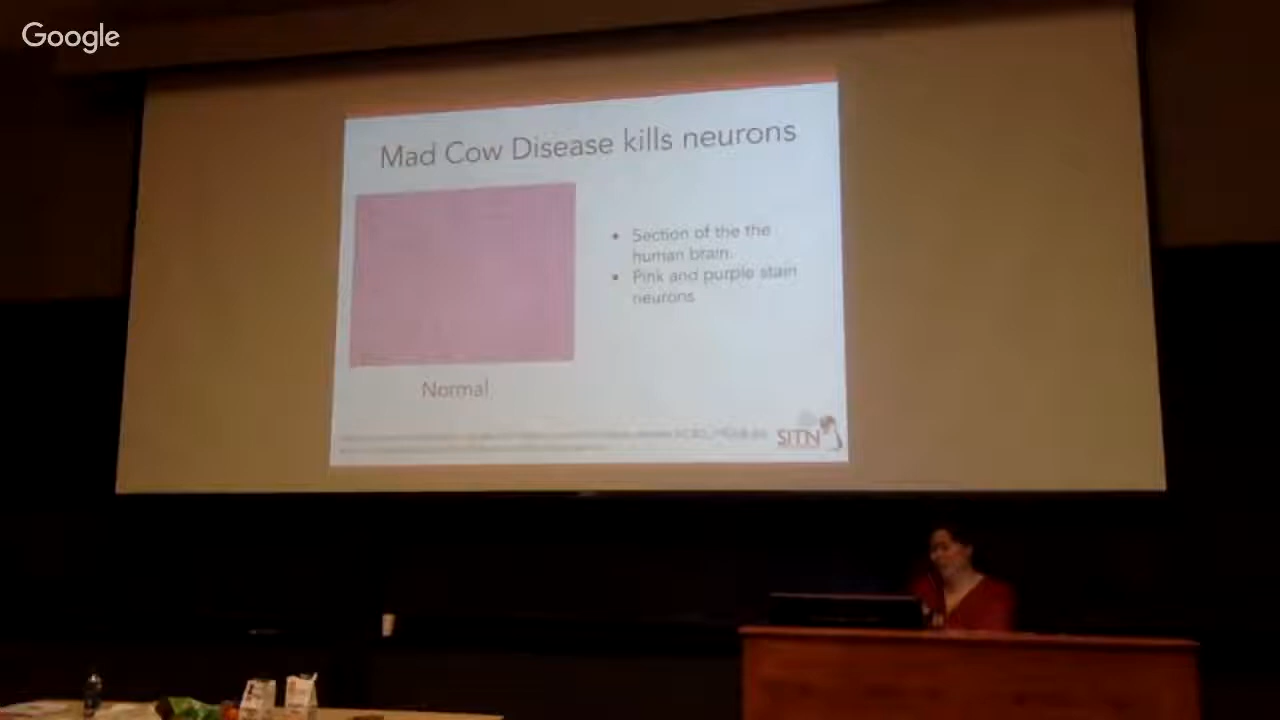 Google
Mad Cow Disease kills neurons
Section of the the
human brain.
Pink and purple stain
neurons
Normal
SITN